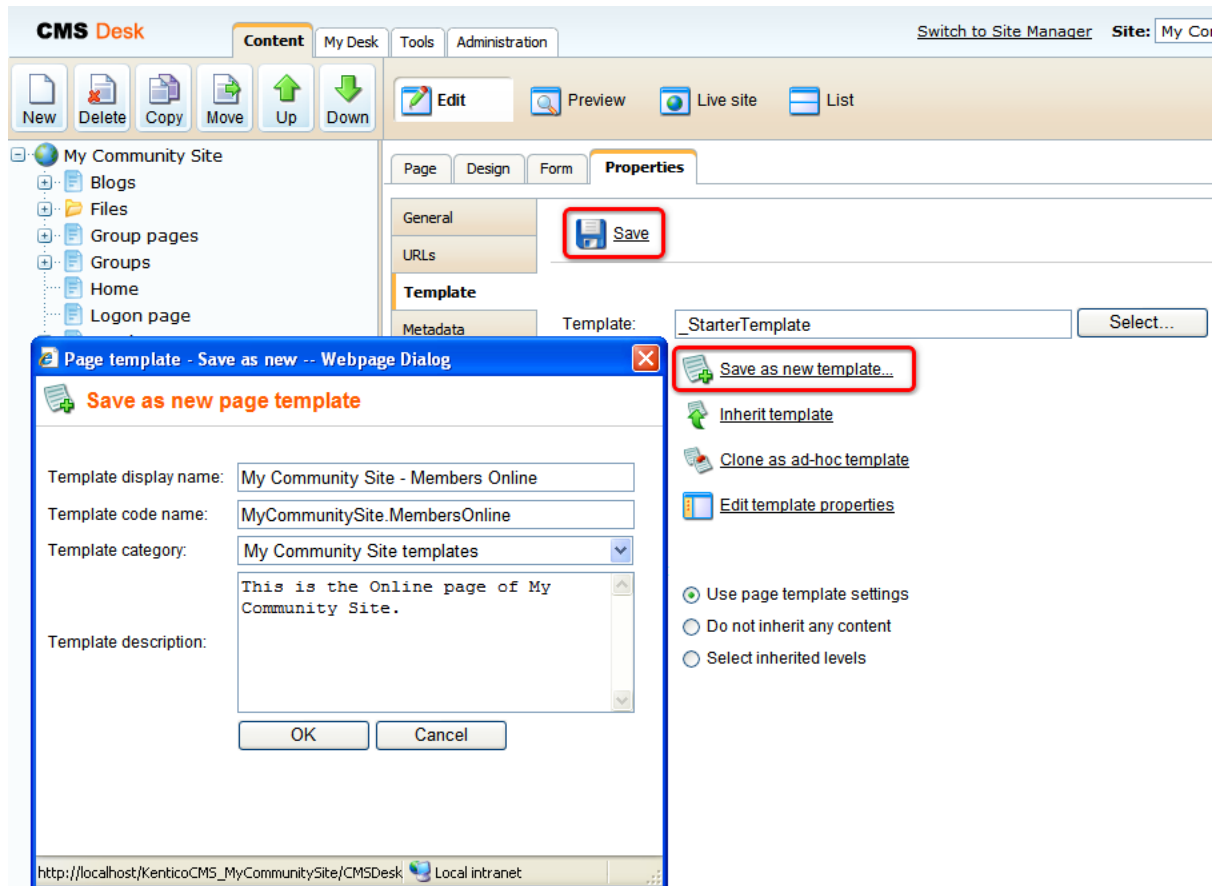 CMS Desk
Content
My Desk
Tools
Administration
Switch to Site Manager
Site:
My Co
New
Delete
Copy
Move
Up
Down
Edit
Preview
Live site
List
My Community Site
Blogs
Files
Group pages
Groups
Home
Logon page
Page
Design
Form
Properties
General
URLs
Template
Metadata
Save
Template:
_StarterTemplate
Select...
Save as new template...
Inherit template
Clone as ad-hoc template
Edit template properties
Use page template settings
Do not inherit any content
Select inherited levels
Page template - Save as new -- Webpage Dialog
Save as new page template
Template display name:
My Community Site - Members Online
Template code name:
MyCommunitySite.MembersOnline
Template category:
My Community Site templates
Template description:
This is the Online page of My
Community Site.
OK
Cancel
http://localhost/KenticoCMS_MyCommunitySite/CMSDesk
Local intranet